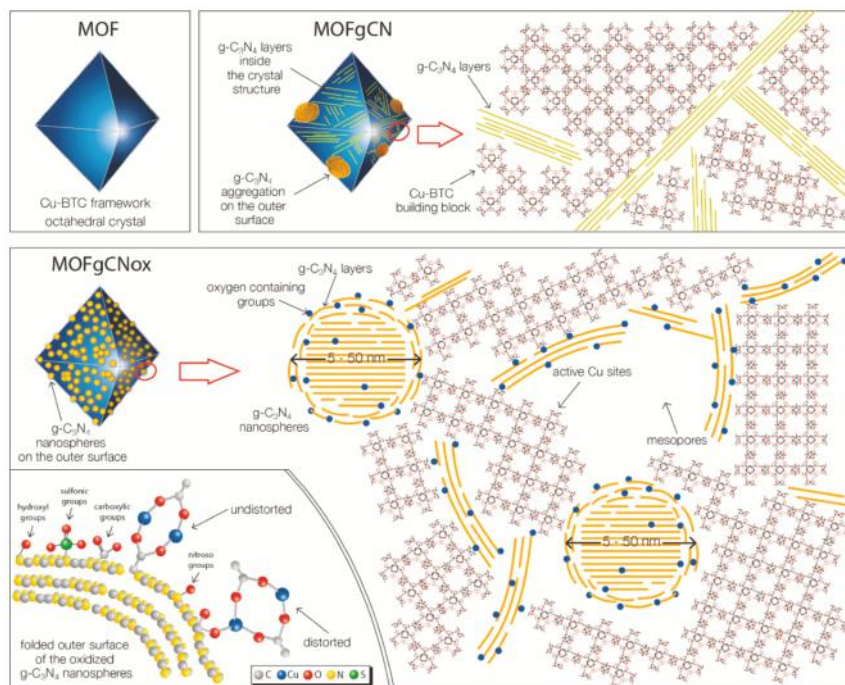 MOF
Cu-BTC framework
octahedral crystal
MOFgCN
g-C₃N₄ layers
inside
the crystal
structure
g-C₃N₄
aggregation
on the outer
surface
g-C₃N₄ layers
Cu-BTC
building block
MOFgCNox
g-C₃N₄
nanospheres
on the outer surface
g-C₃N₄ layers
oxygen containing
groups
5 - 50 nm
g-C₃N₄
nanospheres
active Cu sites
mesopores
5 - 50 nm
hydroxyl
groups
sulfonic
groups
carboxylic
groups
undistorted
nitroso
groups
distorted
folded outer surface
of the oxidized
g-C₃N₄ nanospheres
C Cu O N S